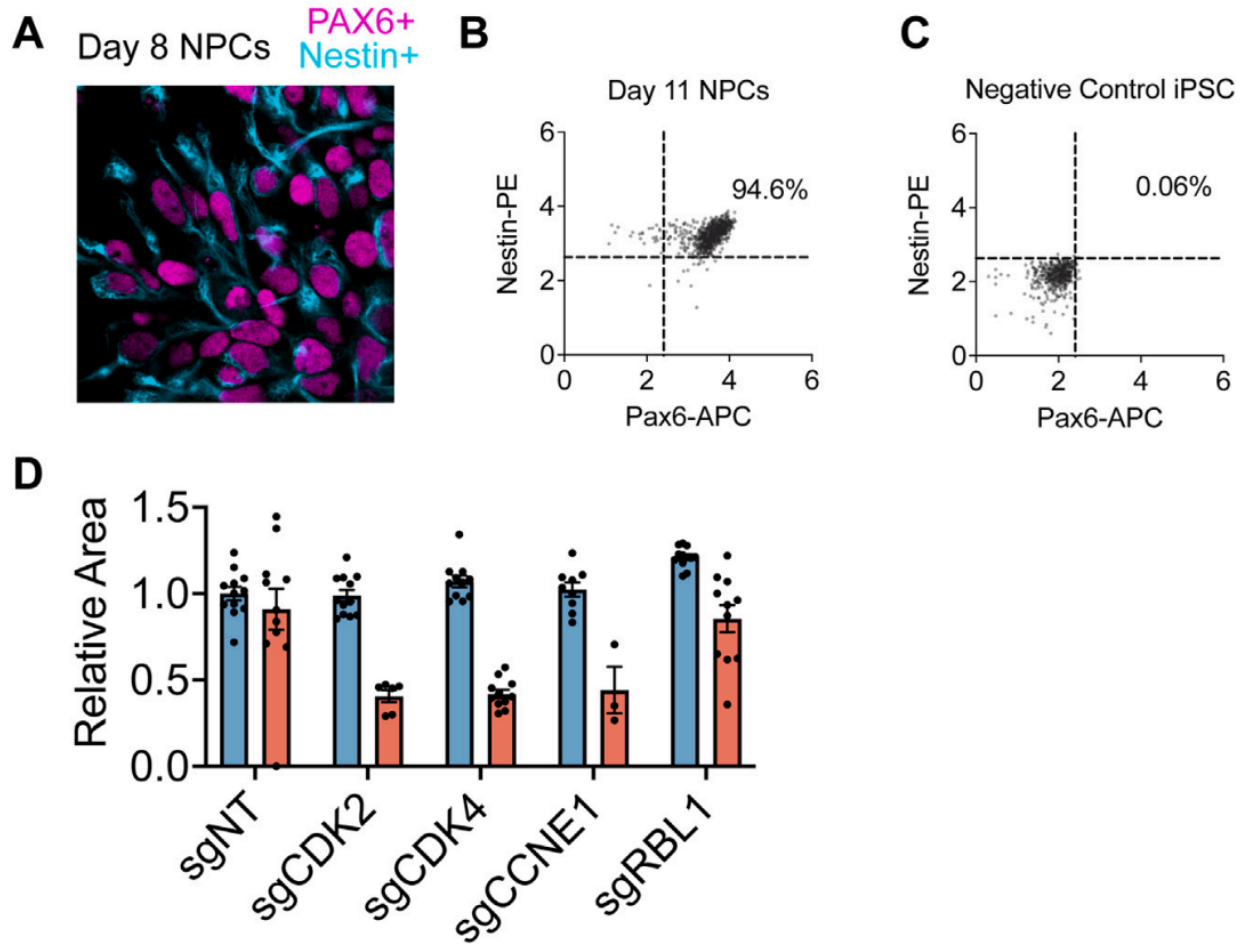 A
Day 8 NPCs
PAX6+
Nestin+
B
Day 11 NPCs
6
4
2
0
Nestin-PE
94.6%
0 2 4 6
Pax6-APC
C
Negative Control iPSC
6
4
2
0
Nestin-PE
0.06%
0 2 4 6
Pax6-APC
D
Relative Area
1.5
1.0
0.5
0.0
sgNT
sgCDK2
sgCDK4
sgCCNE1
sgRBL1